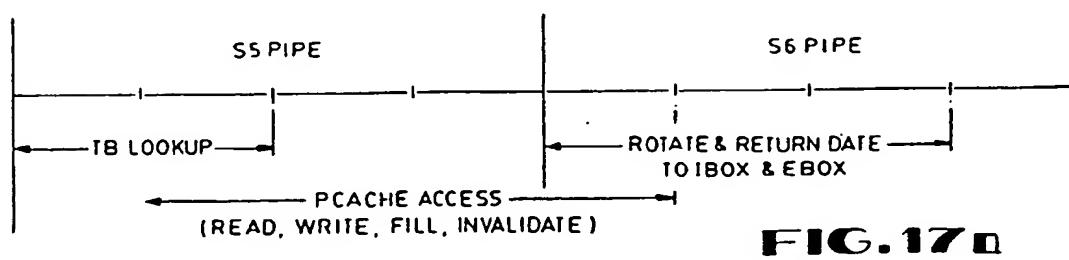 S5 PIPE
S6 PIPE
TB LOOKUP
ROTATE & RETURN DATE
TO IBOX & EBOX
PCACHE ACCESS
(READ, WRITE, FILL, INVALIDATE)
FIG. 17D